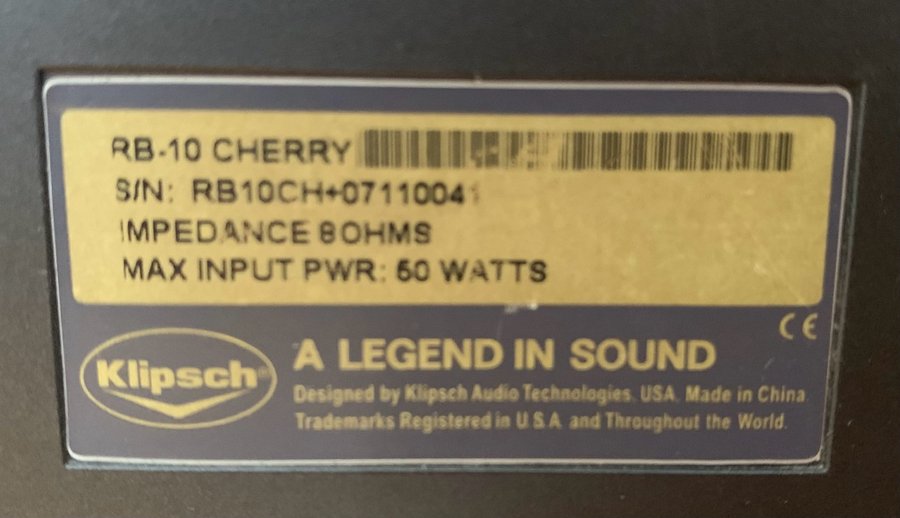 RB-10 CHERRY
S/N: RB10CH+07110041
IMPEDANCE 8OHMS
MAX INPUT PWR: 50 WATTS
CE
Klipsch®
A LEGEND IN SOUND
Designed by Klipsch Audio Technologies, USA. Made in China
Trademarks Registered in U.S.A. and Throughout the World.